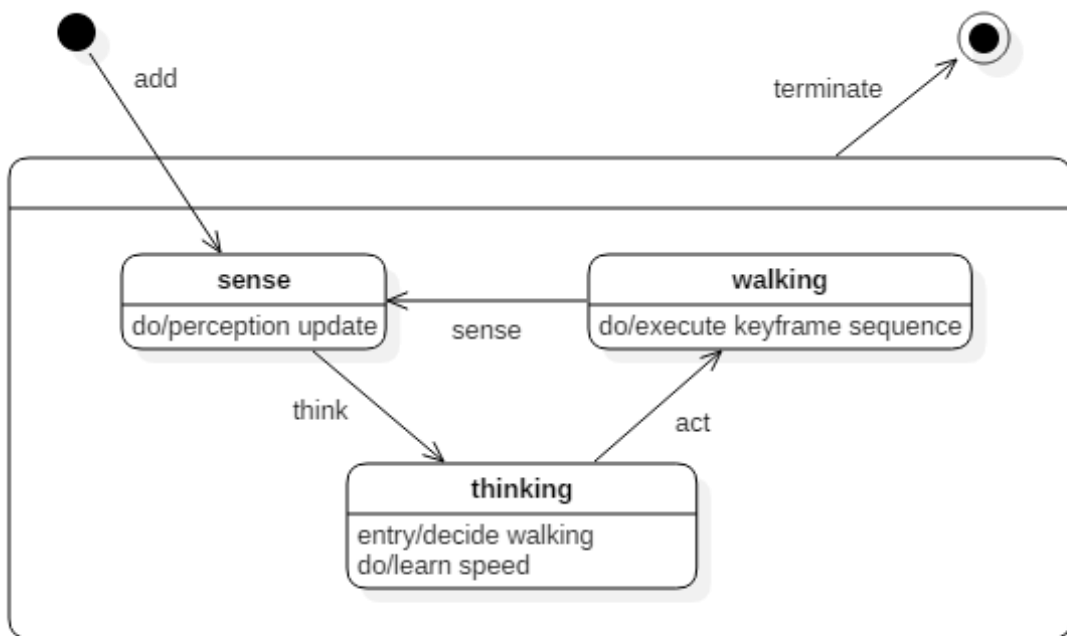 add
terminate
sense
do/perception update
walking
do/execute keyframe sequence
sense
think
act
thinking
entry/decide walking
do/learn speed